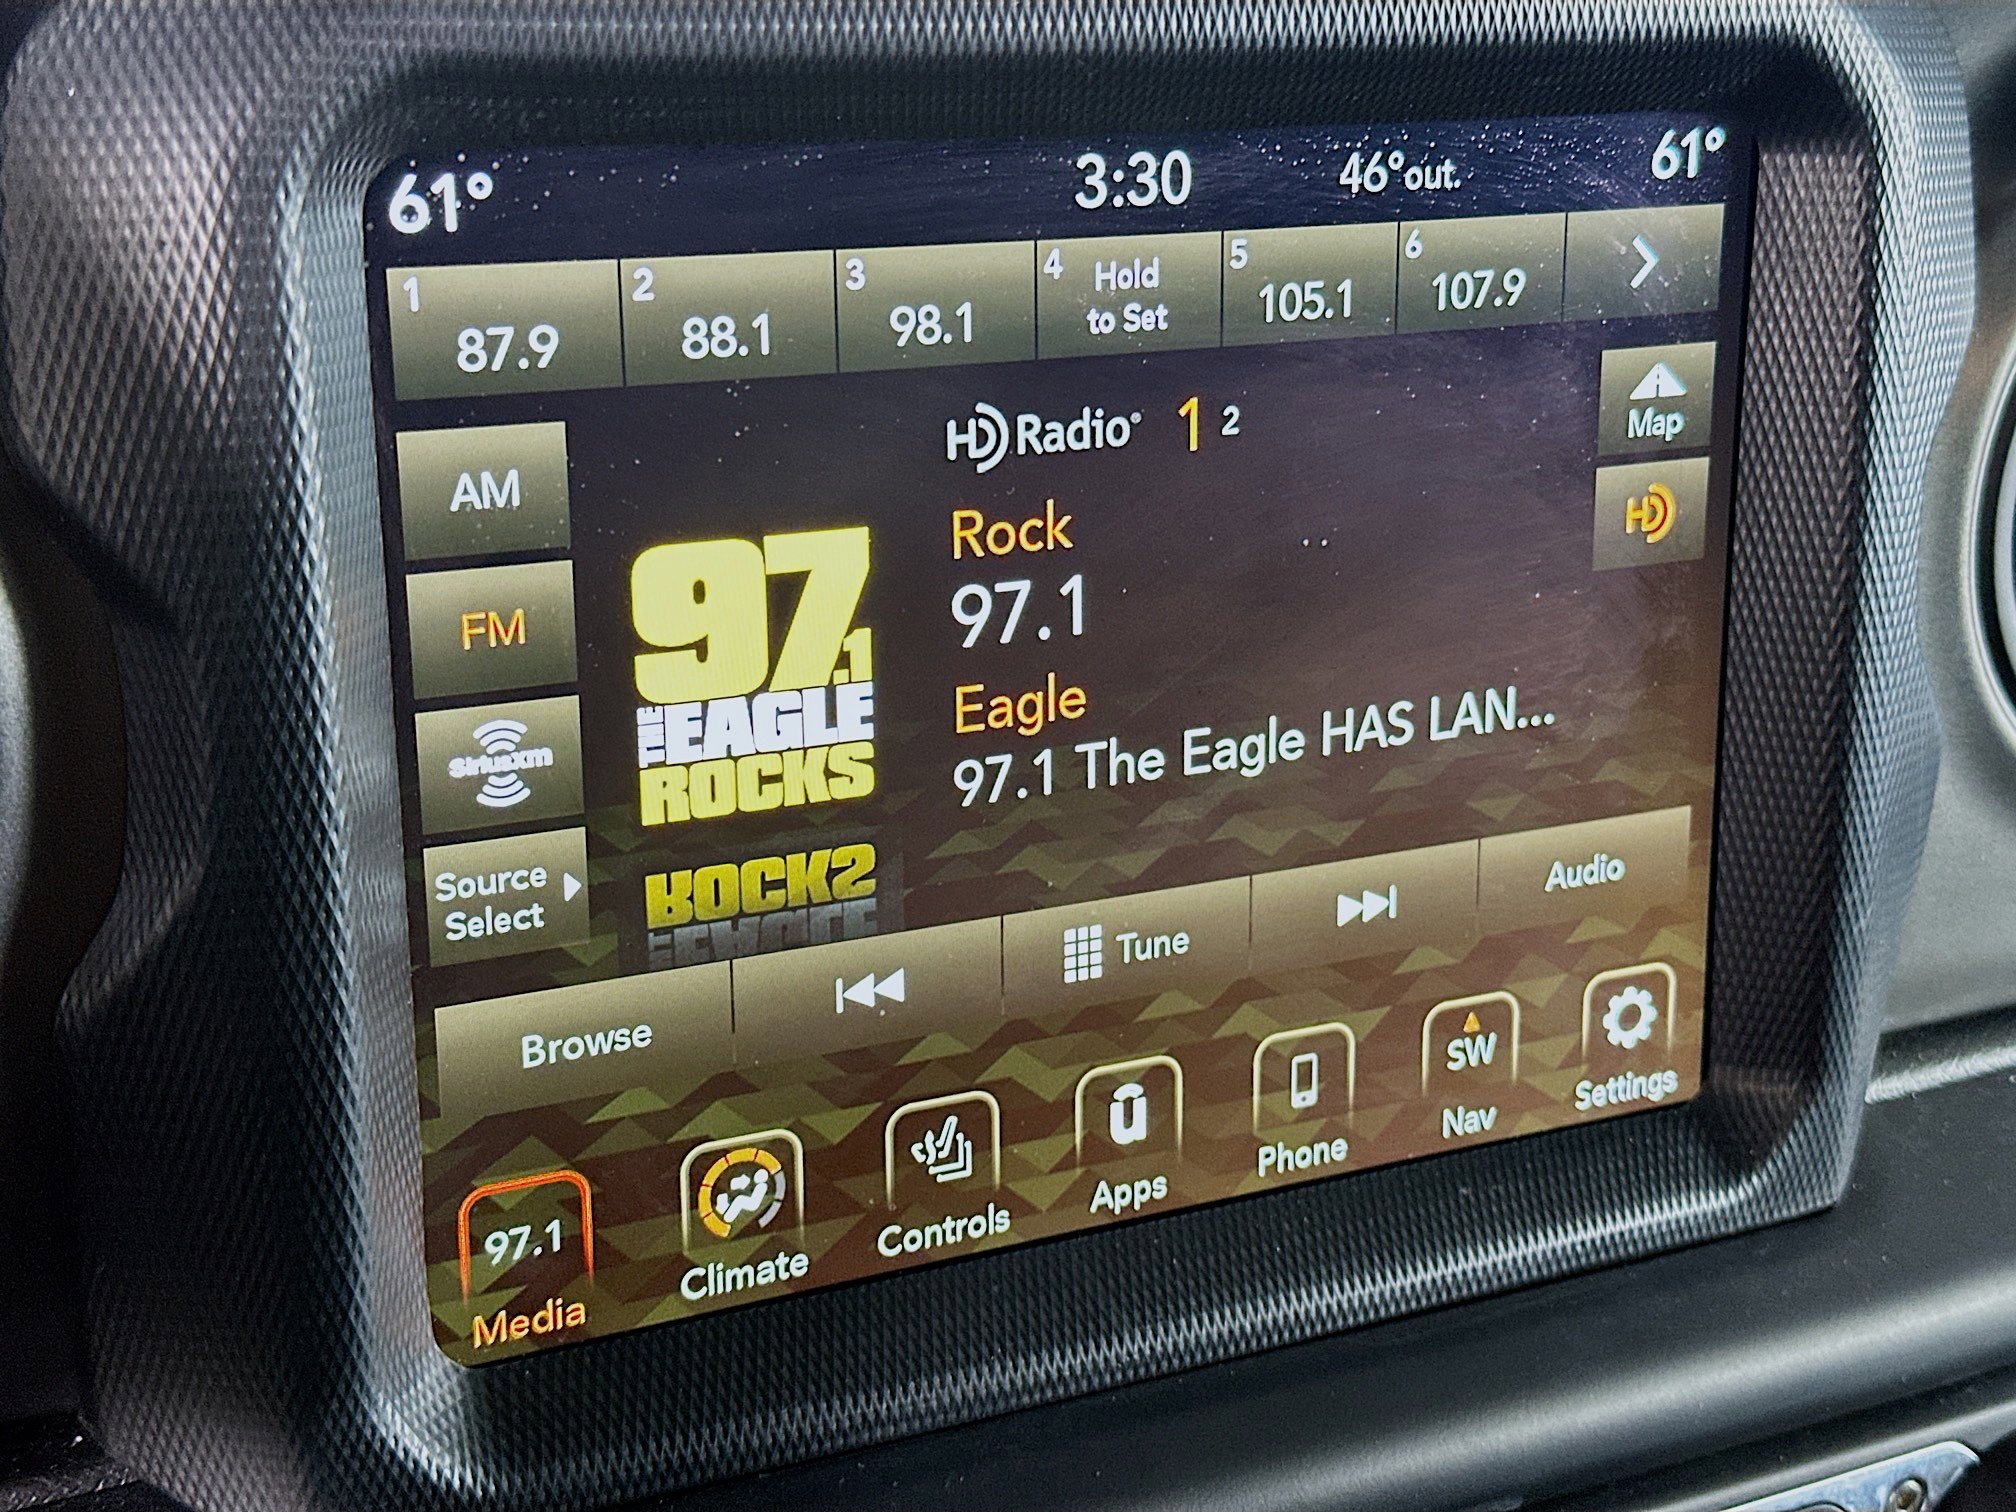 61° 3:30 46°out. 61°
1 2 3 4 Hold 5 6
87.9 88.1 98.1 to Set 105.1 107.9
HD Radio® 1 2
Map
AM
HD
Rock
97.1
FM
97.1
THE EAGLE
ROCKS
Eagle
97.1 The Eagle HAS LAN...
SiriusXM
Source
Select
Browse Tune Audio
97.1 SW
Media Climate Controls Apps Phone Nav Settings